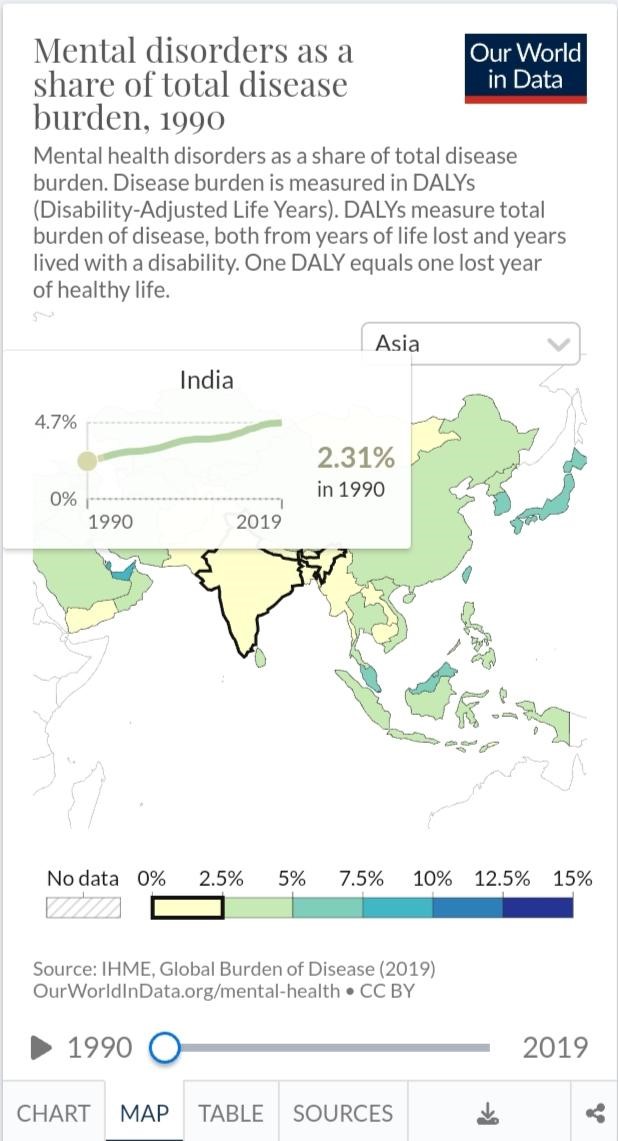 Mental disorders as a
share of total disease
burden, 1990
Our World
in Data
Mental health disorders as a share of total disease
burden. Disease burden is measured in DALYs
(Disability-Adjusted Life Years). DALYs measure total
burden of disease, both from years of life lost and years
lived with a disability. One DALY equals one lost year
of healthy life.
Asia
India
4.7%
2.31%
in 1990
0%
1990 2019
No data 0% 2.5% 5% 7.5% 10% 12.5% 15%
Source: IHME, Global Burden of Disease (2019)
OurWorldInData.org/mental-health • CC BY
1990 2019
CHART MAP TABLE SOURCES